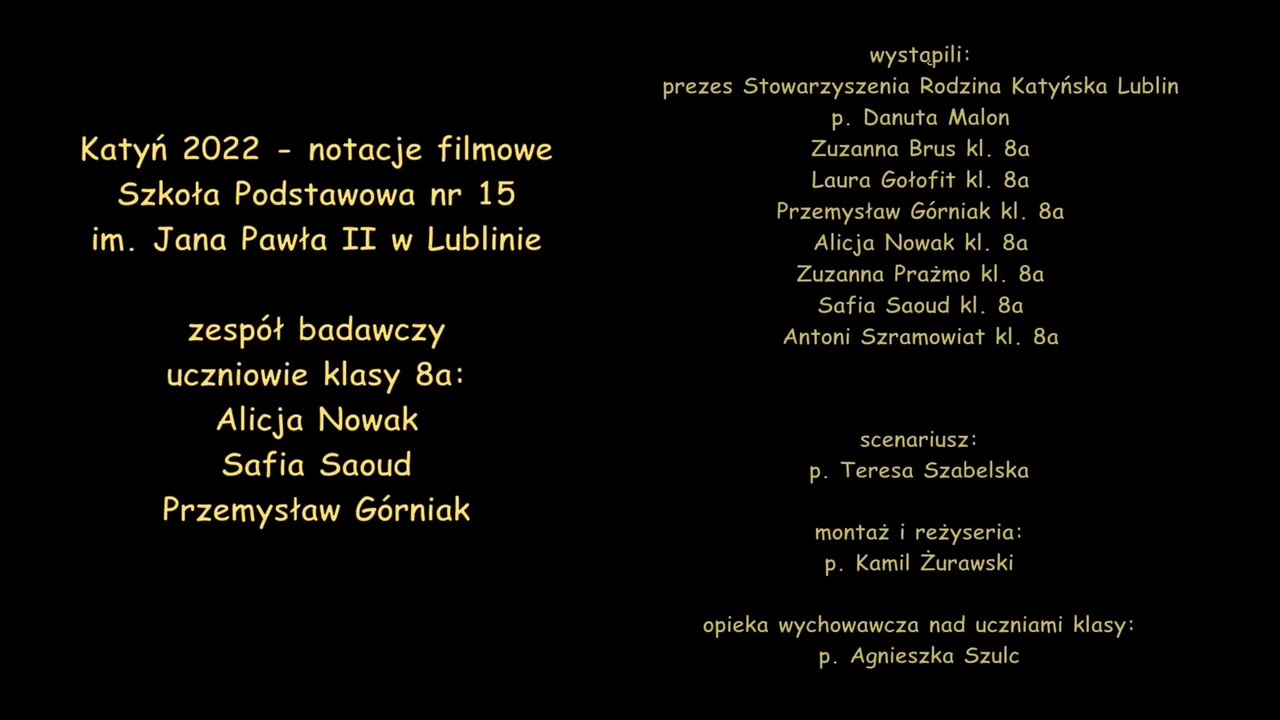 Katyń 2022 - notacje filmowe
Szkoła Podstawowa nr 15
im. Jana Pawła II w Lublinie
zespół badawczy
uczniowie klasy 8a:
Alicja Nowak
Safia Saoud
Przemysław Górniak
wystąpili:
prezes Stowarzyszenia Rodzina Katyńska Lublin
p. Danuta Malon
Zuzanna Brus kl. 8a
Laura Gołofit kl. 8a
Przemysław Górniak kl. 8a
Alicja Nowak kl. 8a
Zuzanna Prażmo kl. 8a
Safia Saoud kl. 8a
Antoni Szramowiat kl. 8a
scenariusz:
p. Teresa Szabelska
montaż i reżyseria:
p. Kamil Żurawski
opieka wychowawcza nad uczniami klasy:
p. Agnieszka Szulc